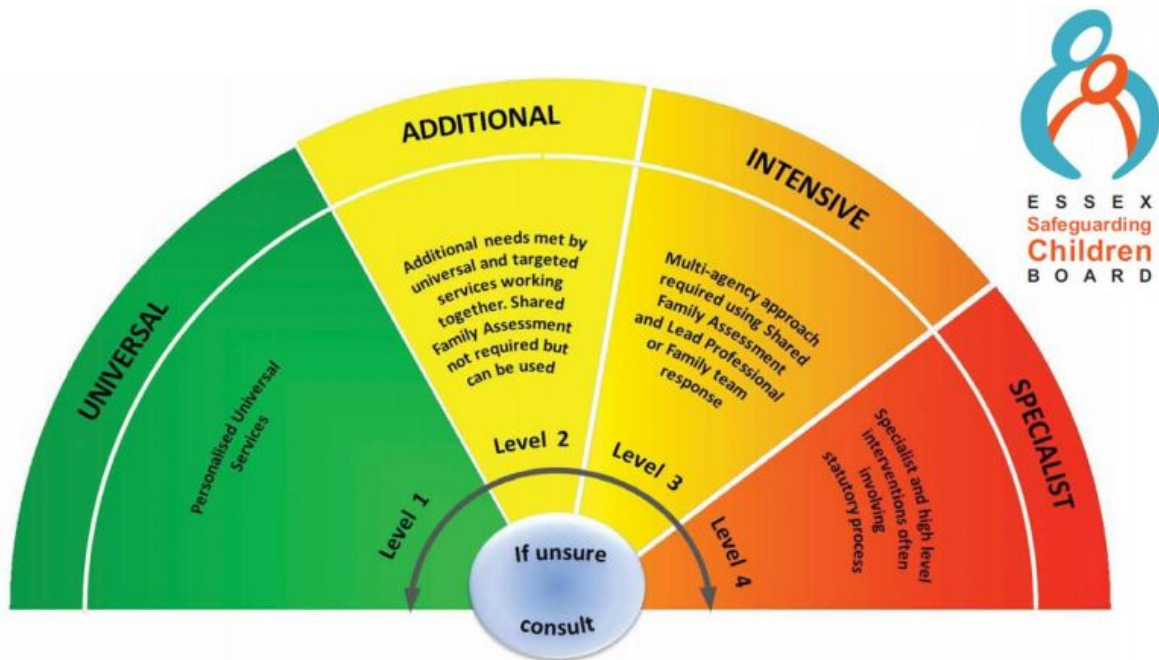 UNIVERSAL
Personalised Universal
Services
Level 1
ADDITIONAL
Additional needs met by
universal and targeted
services working
together. Shared
Family Assessment
not required but
can be used
Level 2
INTENSIVE
Multi-agency approach
required using Shared
Family Assessment
and Lead Professional
or Family team
response
Level 3
SPECIALIST
Specialist and high level
interventions often
involving
statutory process
Level 4
If unsure
consult
ESSEX
Safeguarding
Children
BOARD